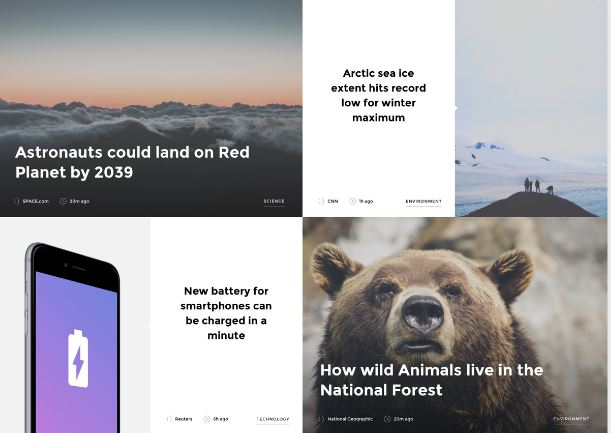 Astronauts could land on Red
Planet by 2039
SPACE.com 20m ago SCIENCE
Arctic sea ice
extent hits record
low for winter
maximum
CNN 1h ago ENVIRONMENT
New battery for
smartphones can
be charged in a
minute
Reuters 6h ago TECHNOLOGY
How wild Animals live in the
National Forest
National Geographic 20m ago ENVIRONMENT